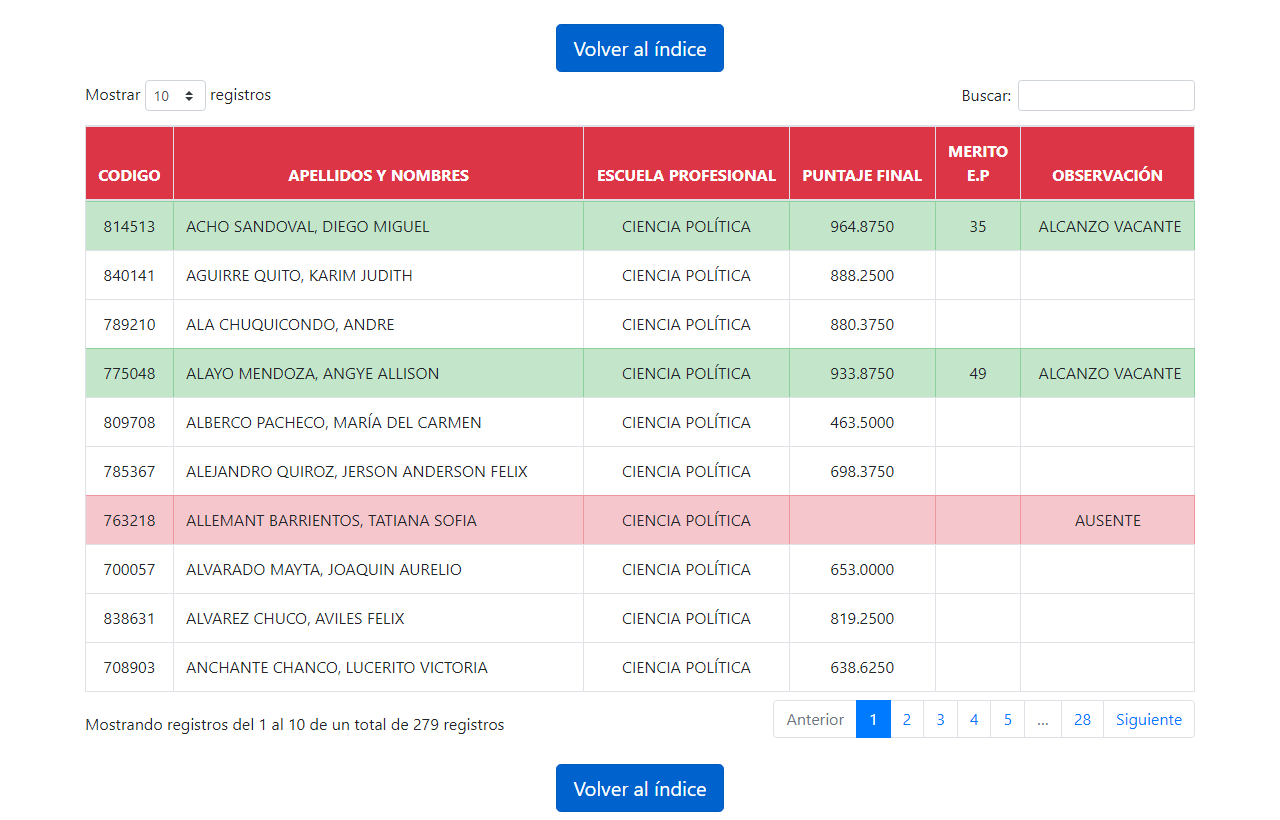 Volver al índice
Mostrar 10 registros Buscar:
CODIGO APELLIDOS Y NOMBRES ESCUELA PROFESIONAL PUNTAJE FINAL MERITO E.P OBSERVACIÓN
814513 ACHO SANDOVAL, DIEGO MIGUEL CIENCIA POLÍTICA 964.8750 35 ALCANZO VACANTE
840141 AGUIRRE QUITO, KARIM JUDITH CIENCIA POLÍTICA 888.2500
789210 ALA CHUQUICONDO, ANDRE CIENCIA POLÍTICA 880.3750
775048 ALAYO MENDOZA, ANGYE ALLISON CIENCIA POLÍTICA 933.8750 49 ALCANZO VACANTE
809708 ALBERCO PACHECO, MARÍA DEL CARMEN CIENCIA POLÍTICA 463.5000
785367 ALEJANDRO QUIROZ, JERSON ANDERSON FELIX CIENCIA POLÍTICA 698.3750
763218 ALLEMANT BARRIENTOS, TATIANA SOFIA CIENCIA POLÍTICA AUSENTE
700057 ALVARADO MAYTA, JOAQUIN AURELIO CIENCIA POLÍTICA 653.0000
838631 ALVAREZ CHUCO, AVILES FELIX CIENCIA POLÍTICA 819.2500
708903 ANCHANTE CHANCO, LUCERITO VICTORIA CIENCIA POLÍTICA 638.6250
Mostrando registros del 1 al 10 de un total de 279 registros Anterior 1 2 3 4 5 ... 28 Siguiente
Volver al índice